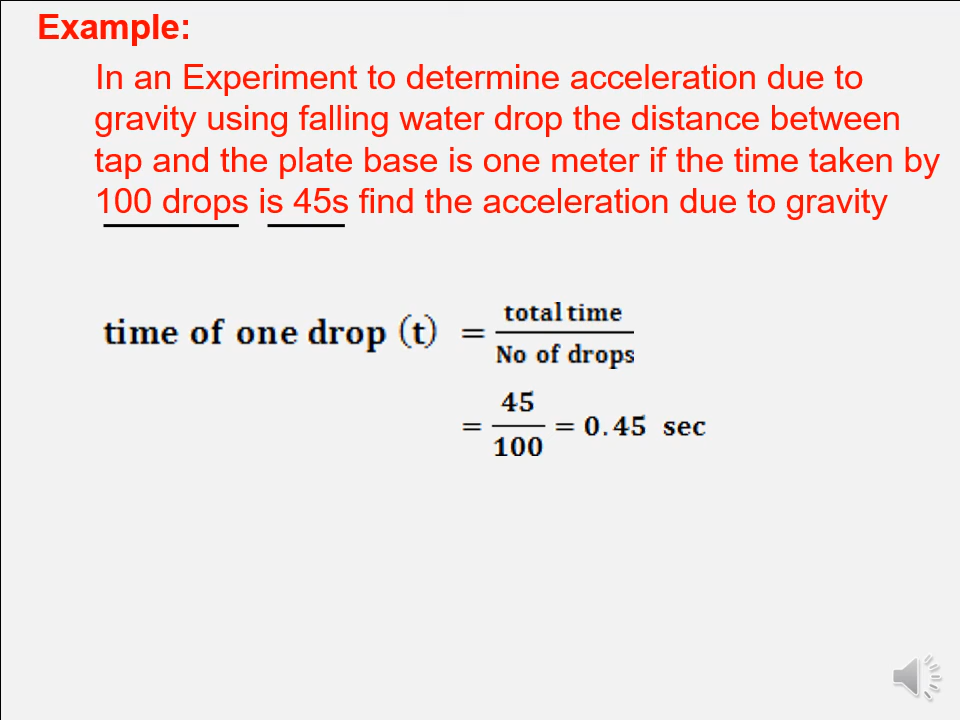 Example:
In an Experiment to determine acceleration due to
gravity using falling water drop the distance between
tap and the plate base is one meter if the time taken by
100 drops is 45s find the acceleration due to gravity
time of one drop (t) = total time / No of drops
= 45 / 100 = 0.45 sec